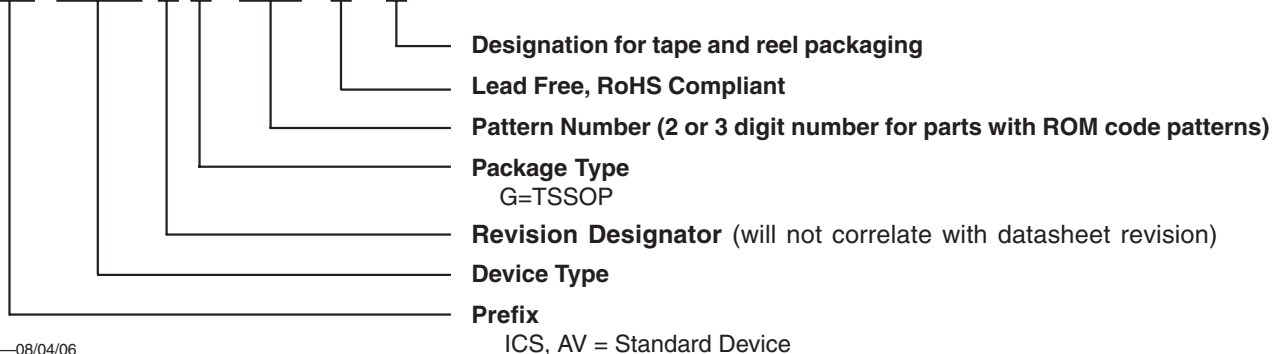 Designation for tape and reel packaging
Lead Free, RoHS Compliant
Pattern Number (2 or 3 digit number for parts with ROM code patterns)
Package Type
G=TSSOP
Revision Designator (will not correlate with datasheet revision)
Device Type
Prefix
ICS, AV = Standard Device
—08/04/06